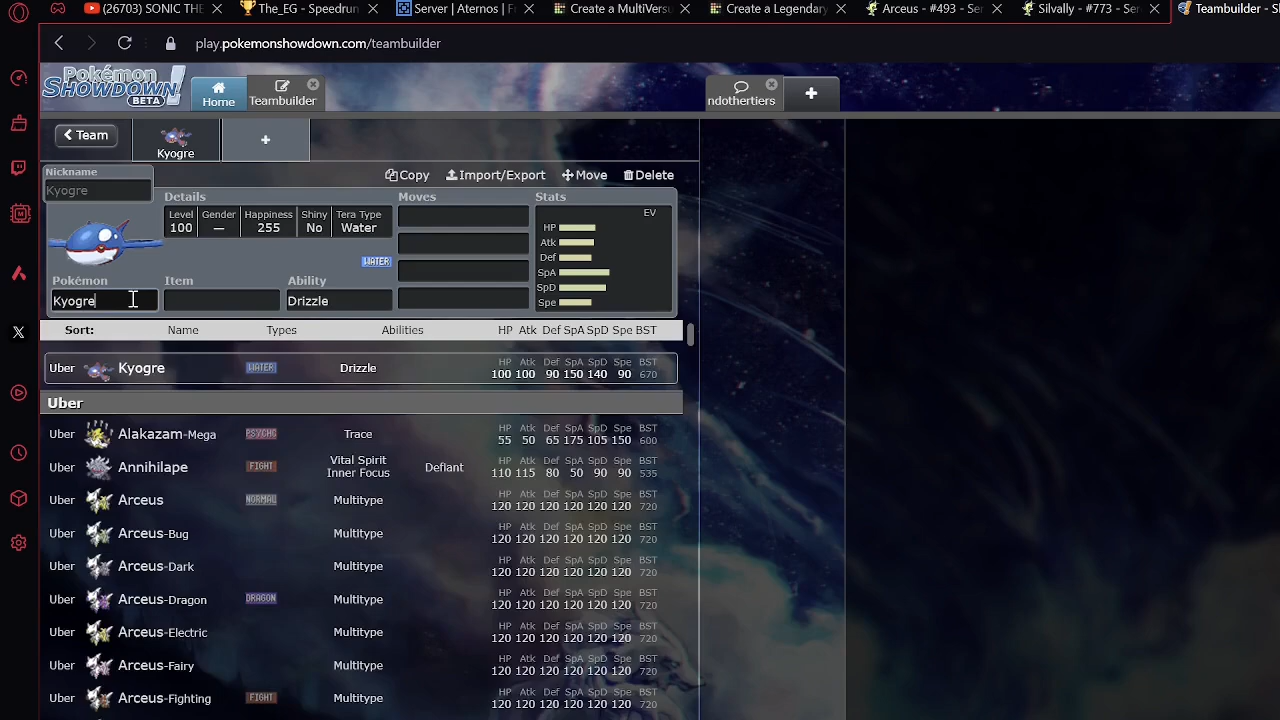 (26703) SONIC THE
The_EG - Speedrun
Server | Aternos | F
Create a MultiVersu
Create a Legendary
Arceus - #493 - Ser
Silvally - #773 - Ser
Teambuilder - S
play.pokemonshowdown.com/teambuilder
Pokémon
SHOWDOWN!
BETA
Home
Teambuilder
ndothertiers
+
< Team
Kyogre
+
Copy Import/Export Move Delete
Nickname
Kyogre
Details
Level Gender Happiness Shiny Tera Type
100 — 255 No Water
WATER
Moves
Stats
EV
HP
Atk
Def
SpA
SpD
Spe
Pokémon Item Ability
Kyogre Drizzle
Sort: Name Types Abilities HP Atk Def SpA SpD Spe BST
Uber Kyogre WATER Drizzle HP Atk Def SpA SpD Spe BST
100 100 90 150 140 90 670
Uber
Uber Alakazam-Mega PSYCHC Trace HP Atk Def SpA SpD Spe BST
55 50 65 175 105 150 600
Uber Annihilape FIGHT Vital Spirit Defiant HP Atk Def SpA SpD Spe BST
Inner Focus 110 115 80 50 90 90 535
Uber Arceus NORMAL Multitype HP Atk Def SpA SpD Spe BST
120 120 120 120 120 120 720
Uber Arceus-Bug Multitype HP Atk Def SpA SpD Spe BST
120 120 120 120 120 120 720
Uber Arceus-Dark Multitype HP Atk Def SpA SpD Spe BST
120 120 120 120 120 120 720
Uber Arceus-Dragon DRAGON Multitype HP Atk Def SpA SpD Spe BST
120 120 120 120 120 120 720
Uber Arceus-Electric Multitype HP Atk Def SpA SpD Spe BST
120 120 120 120 120 120 720
Uber Arceus-Fairy Multitype HP Atk Def SpA SpD Spe BST
120 120 120 120 120 120 720
Uber Arceus-Fighting FIGHT Multitype HP Atk Def SpA SpD Spe BST
120 120 120 120 120 120 720